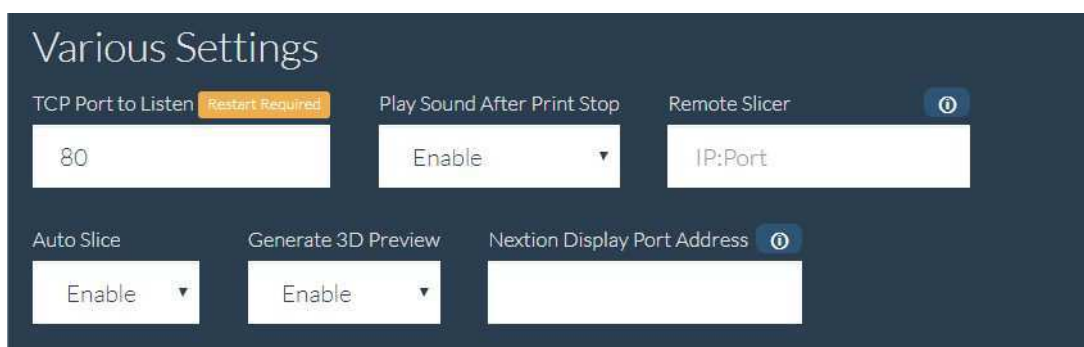 Various Settings
TCP Port to Listen Restart Required Play Sound After Print Stop Remote Slicer
80 Enable IP:Port
Auto Slice Generate 3D Preview Nextion Display Port Address
Enable Enable